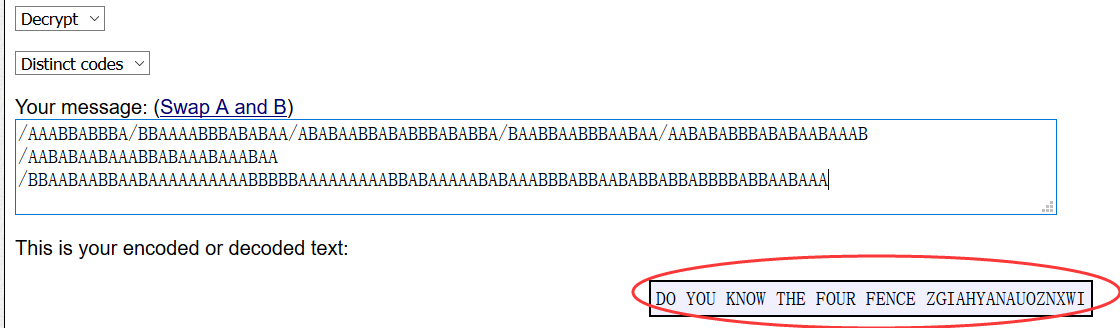 Decrypt
Distinct codes
Your message: (Swap A and B)
/AAABBABBBA/BBAAAABBBABABAA/ABABAABBABABBBABABBA/BAABBAABBBAABAA/AABABABBBABABAABAAAB
/AABABAABAAABBABAAABAAABAA
/BBAABAABBAABAAAAAAAAAABBBBBAAAAAAAAABBABAAAAABABAAABBBABBAABABBABBABBBBABBAABAAA
This is your encoded or decoded text:
DO YOU KNOW THE FOUR FENCE ZGIAHYANAUOZNXWI